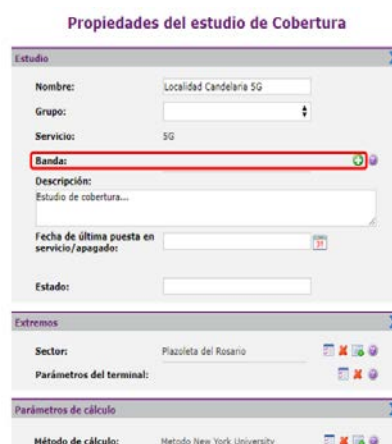 Propiedades del estudio de Cobertura
Estudio
Nombre: Localidad Candelaria 5G
Grupo:
Servicio: 5G
Banda:
Descripción:
Estudio de cobertura...
Fecha de última puesta en
servicio/apagado:
Estado:
Extremos
Sector: Plazoleta del Rosario
Parámetros del terminal:
Parámetros de cálculo
Método de cálculo: Metodo New York University